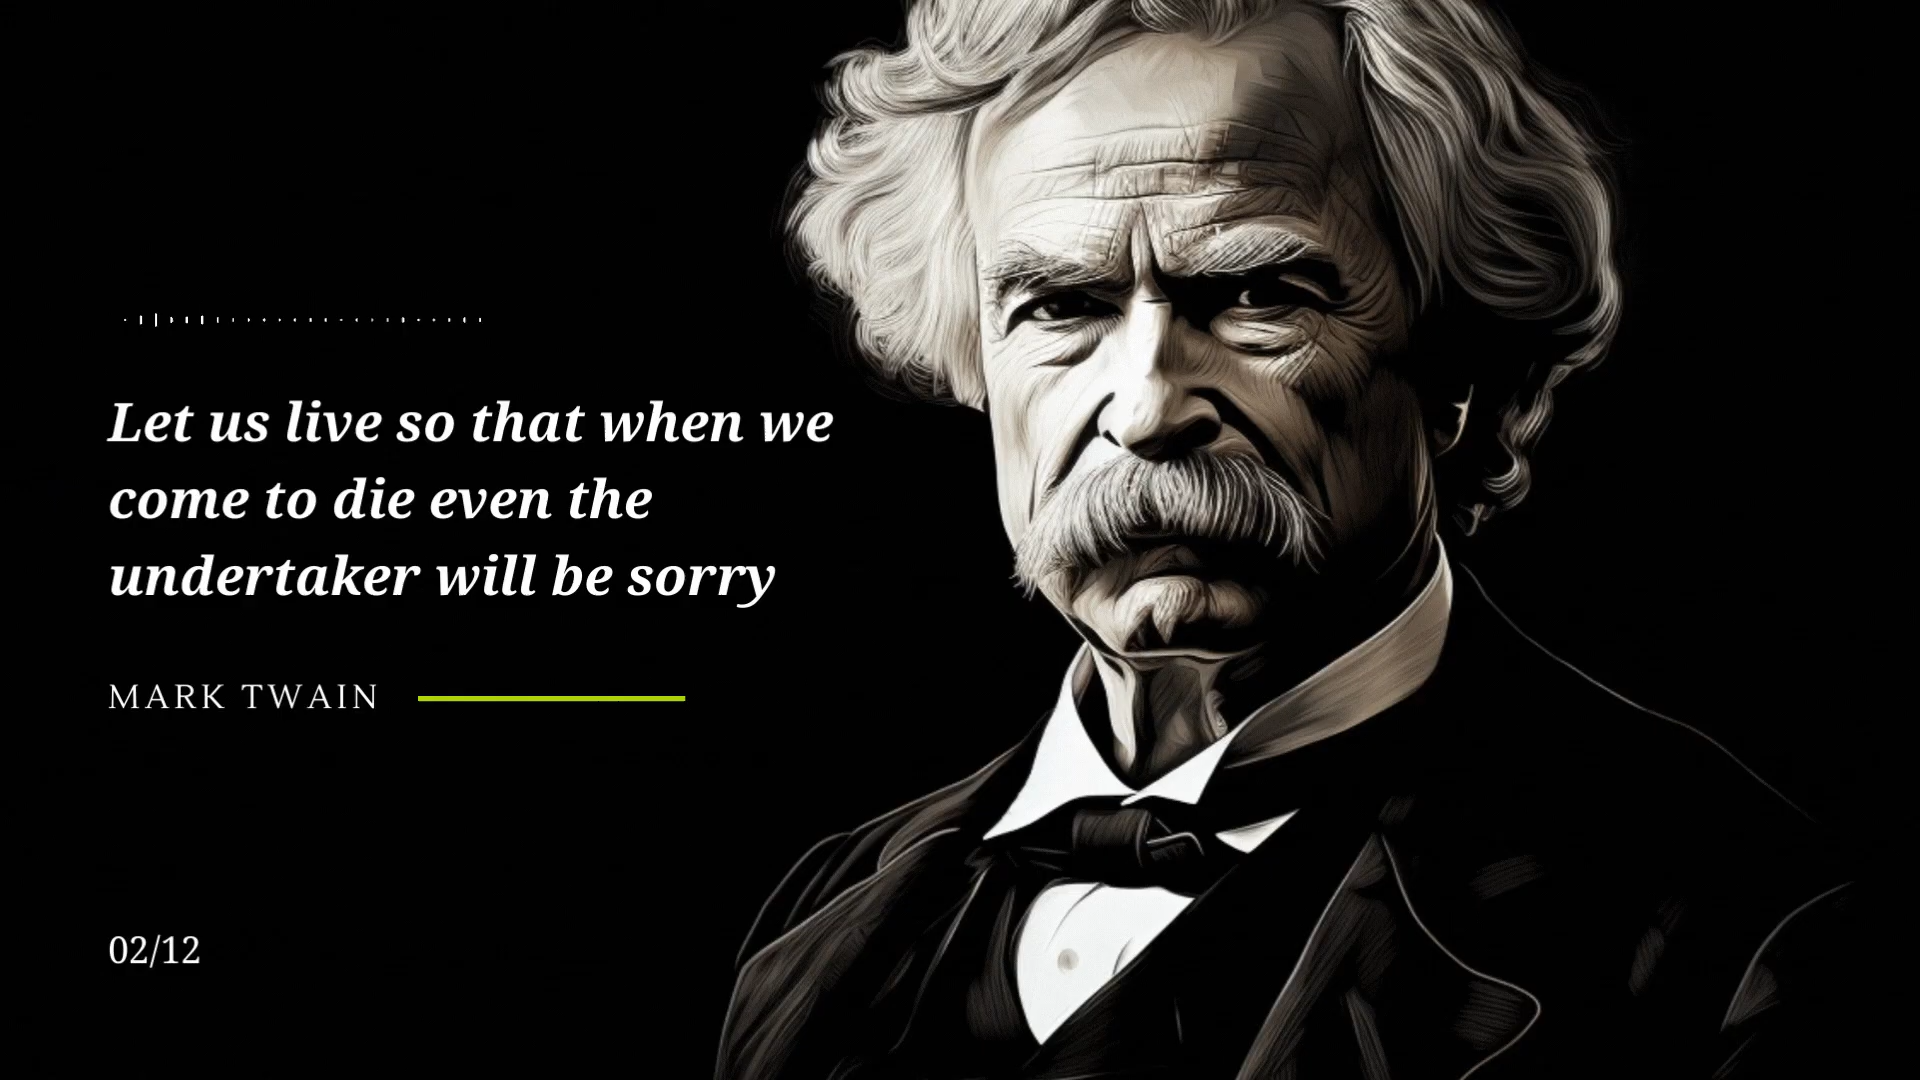 Let us live so that when we
come to die even the
undertaker will be sorry
MARK TWAIN
02/12